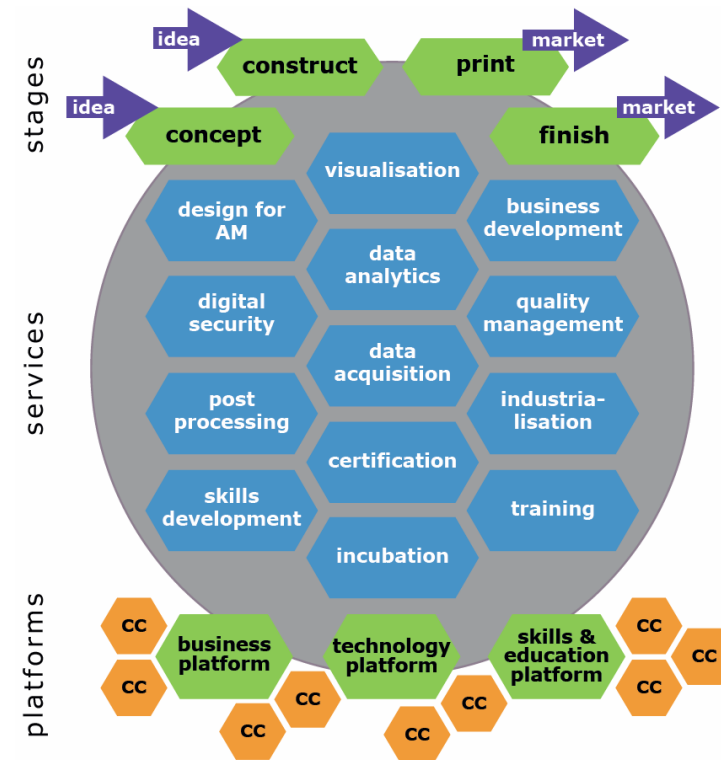 idea
construct
print
market
stages
idea
concept
finish
market
visualisation
design for
AM
business
development
data
analytics
services
digital
security
quality
management
data
acquisition
post
processing
industria-
lisation
certification
skills
development
training
incubation
platforms
CC
CC
business
platform
technology
platform
skills &
education
platform
CC
CC
CC
CC
CC
CC
CC